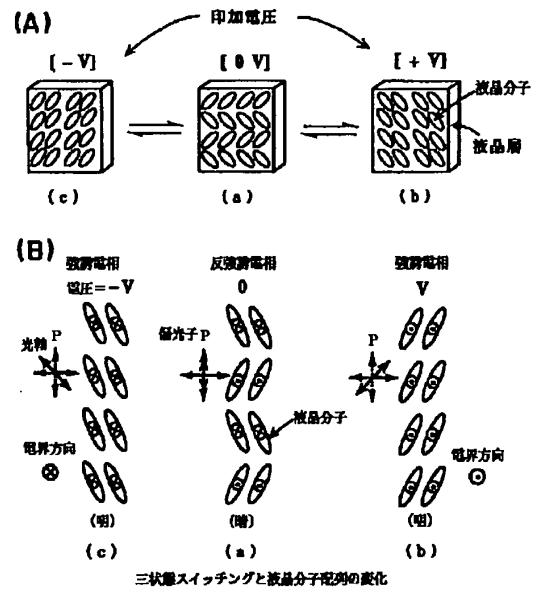 (A)
印加電圧
[-V]
[0 V]
[+V]
液晶分子
液晶層
(c)
(a)
(b)
(B)
強誘電相
反強誘電相
強誘電相
電圧=-V
0
V
光軸
P
偏光子P
P
液晶分子
電界方向
電界方向
(明)
(暗)
(明)
(c)
(a)
(b)
三状態スイッチングと液晶分子配列の変化